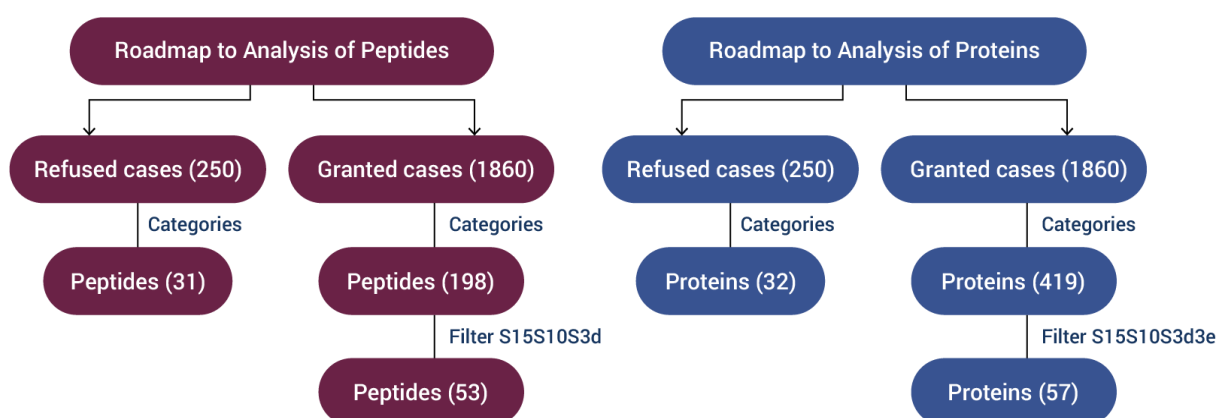 Roadmap to Analysis of Peptides
Refused cases (250)
Granted cases (1860)
Categories
Categories
Peptides (31)
Peptides (198)
Filter S15S10S3d
Peptides (53)
Roadmap to Analysis of Proteins
Refused cases (250)
Granted cases (1860)
Categories
Categories
Proteins (32)
Proteins (419)
Filter S15S10S3d3e
Proteins (57)